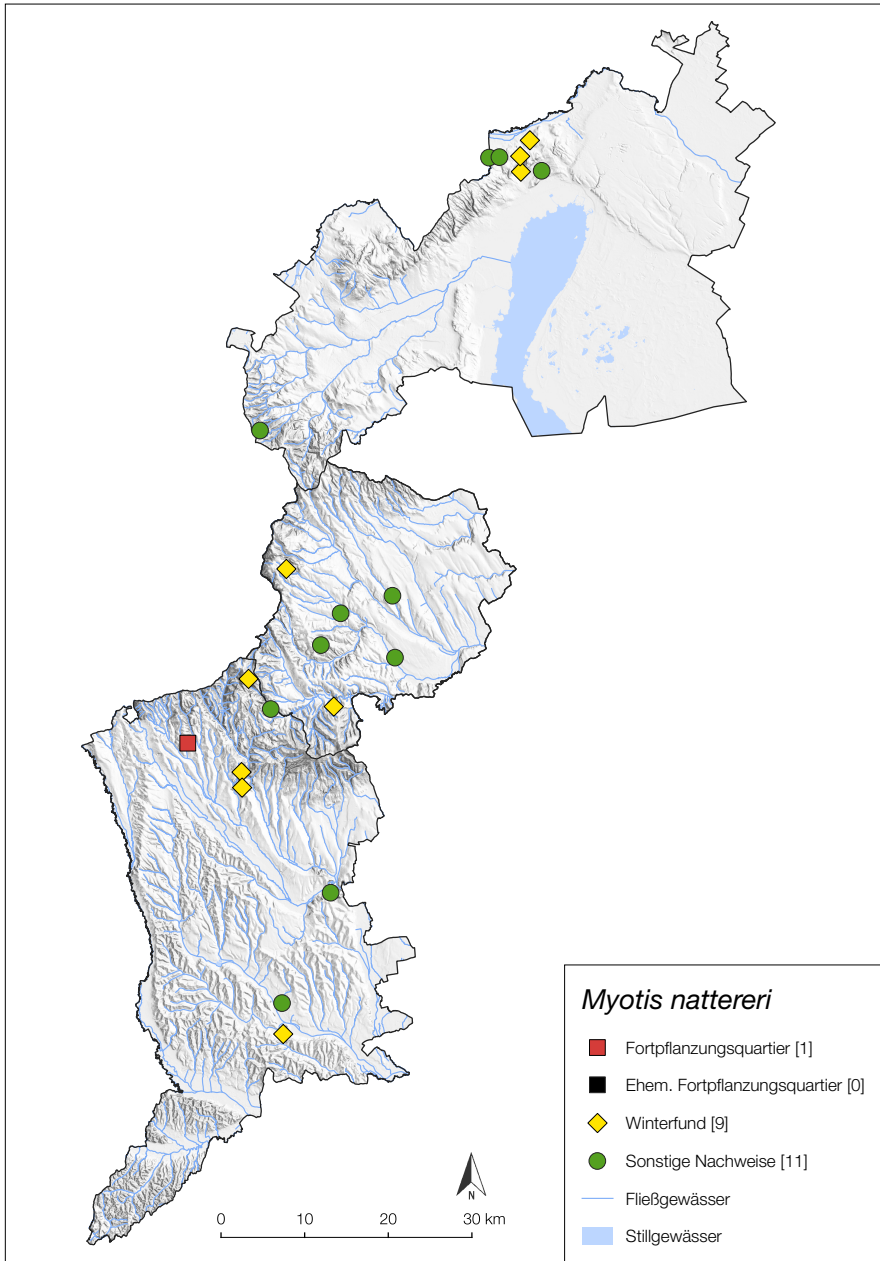 Myotis nattereri
Fortpflanzungsquartier [1]
Ehem. Fortpflanzungsquartier [0]
Winterfund [9]
Sonstige Nachweise [11]
Fließgewässer
Stillgewässer
N
0 10 20 30 km